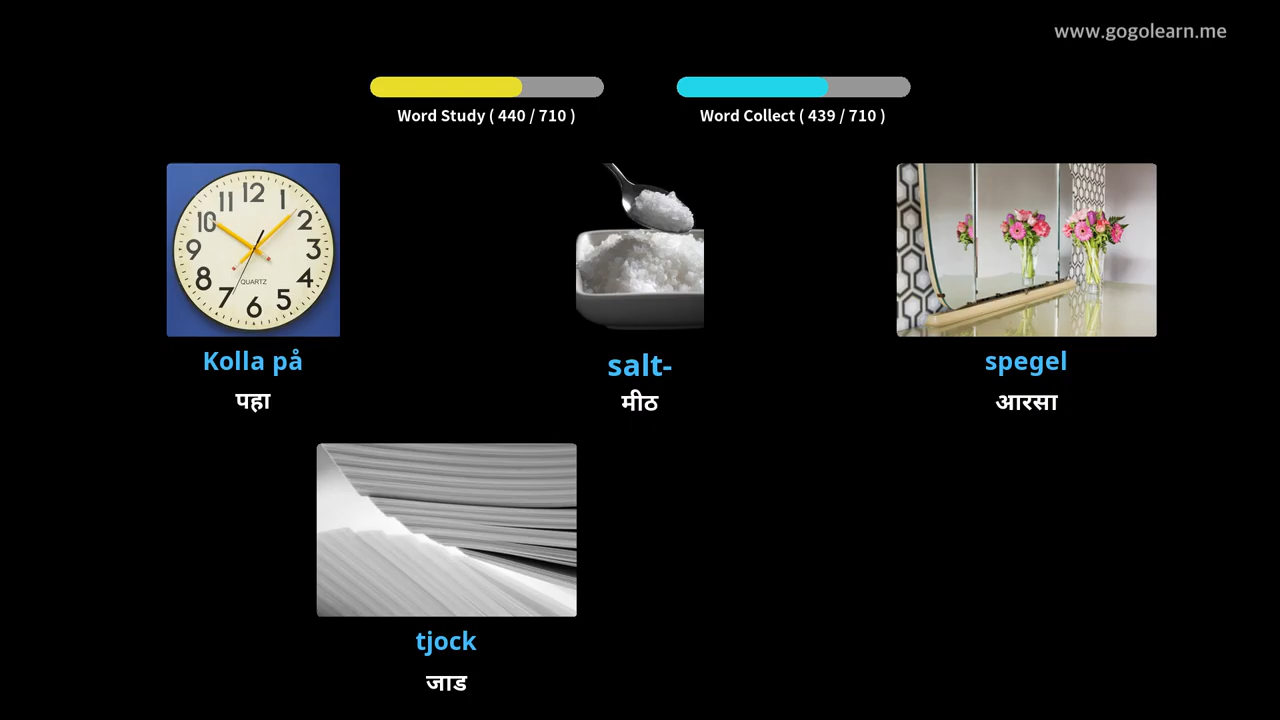 www.gogolearn.me
Word Study ( 440 / 710 )
Word Collect ( 439 / 710 )
12
11
1
10
2
9
3
8
4
QUARTZ
7
5
6
Kolla på
salt-
spegel
पहा
मीठ
आरसा
tjock
जाड